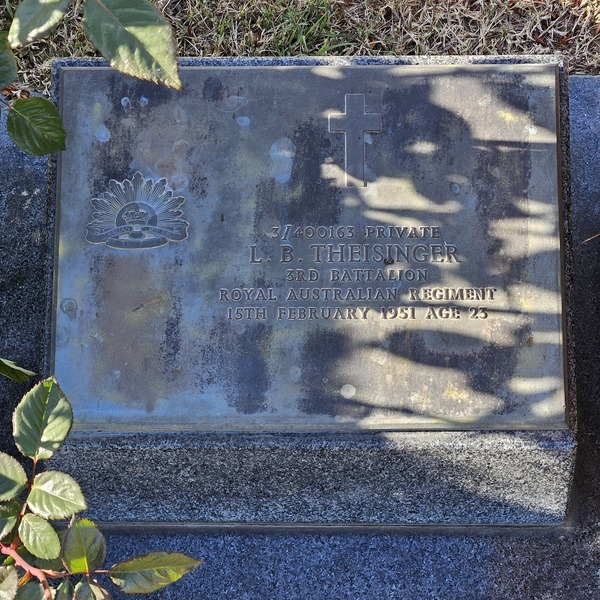 3/400163 PRIVATE
L. B. THEISINGER
3RD BATTALION
ROYAL AUSTRALIAN REGIMENT
15TH FEBRUARY 1951 AGE 23